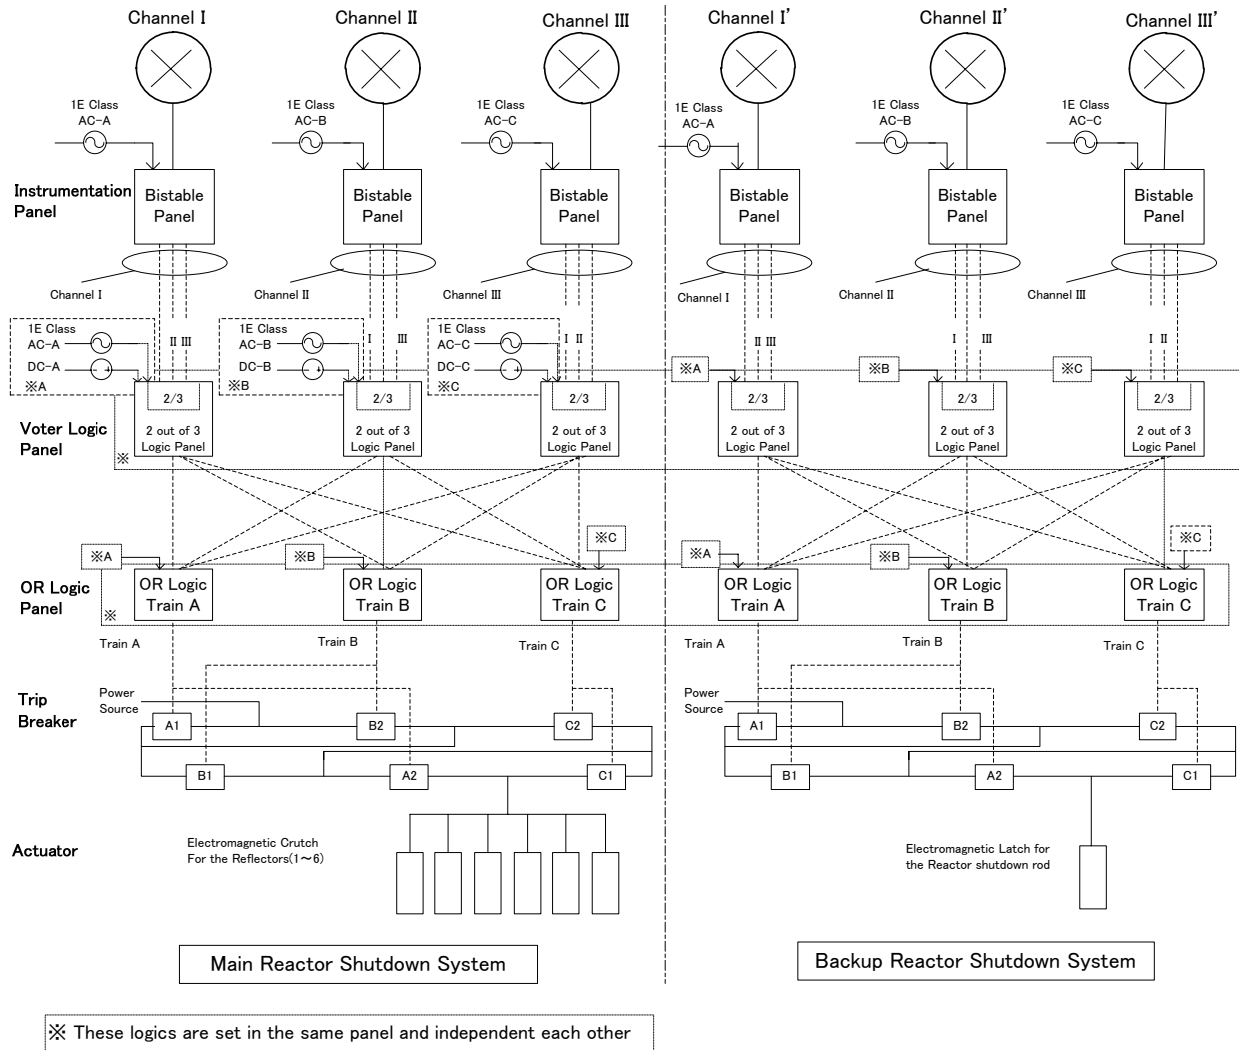 Channel I
Channel II
Channel III
Channel I’
Channel II’
Channel III’
1E Class
AC-A
1E Class
AC-B
1E Class
AC-C
1E Class
AC-A
1E Class
AC-B
1E Class
AC-C
Instrumentation
Panel
Bistable
Panel
Bistable
Panel
Bistable
Panel
Bistable
Panel
Bistable
Panel
Bistable
Panel
Channel I
Channel II
Channel III
Channel I
Channel II
Channel III
1E Class
AC-A
DC-A
※A
II III
1E Class
AC-B
DC-B
※B
I III
1E Class
AC-C
DC-C
※C
I II
※A
II III
※B
I III
※C
I II
Voter Logic
Panel
2/3
2 out of 3
Logic Panel
2/3
2 out of 3
Logic Panel
2/3
2 out of 3
Logic Panel
2/3
2 out of 3
Logic Panel
2/3
2 out of 3
Logic Panel
2/3
2 out of 3
Logic Panel
※
※A
※B
※C
※A
※B
※C
OR Logic
Panel
※
OR Logic
Train A
OR Logic
Train B
OR Logic
Train C
OR Logic
Train A
OR Logic
Train B
OR Logic
Train C
Train A
Train B
Train C
Train A
Train B
Train C
Trip
Breaker
Power
Source
A1
B2
C2
B1
A2
C1
Power
Source
A1
B2
C2
B1
A2
C1
Actuator
Electromagnetic Crutch
For the Reflectors(1～6)
Electromagnetic Latch for
the Reactor shutdown rod
Main Reactor Shutdown System
Backup Reactor Shutdown System
※ These logics are set in the same panel and independent each other